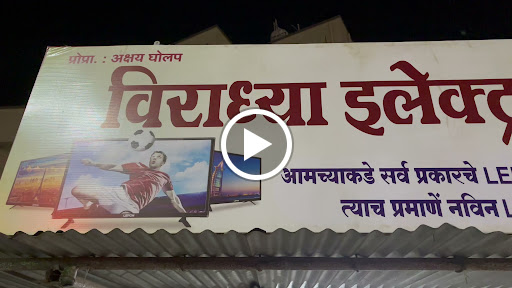 प्रोपा. : अक्षय घोलप
विराध्या इलेक्ट्र
आमच्याकडे सर्व प्रकारचे LE
त्याच प्रमाणें नविन L